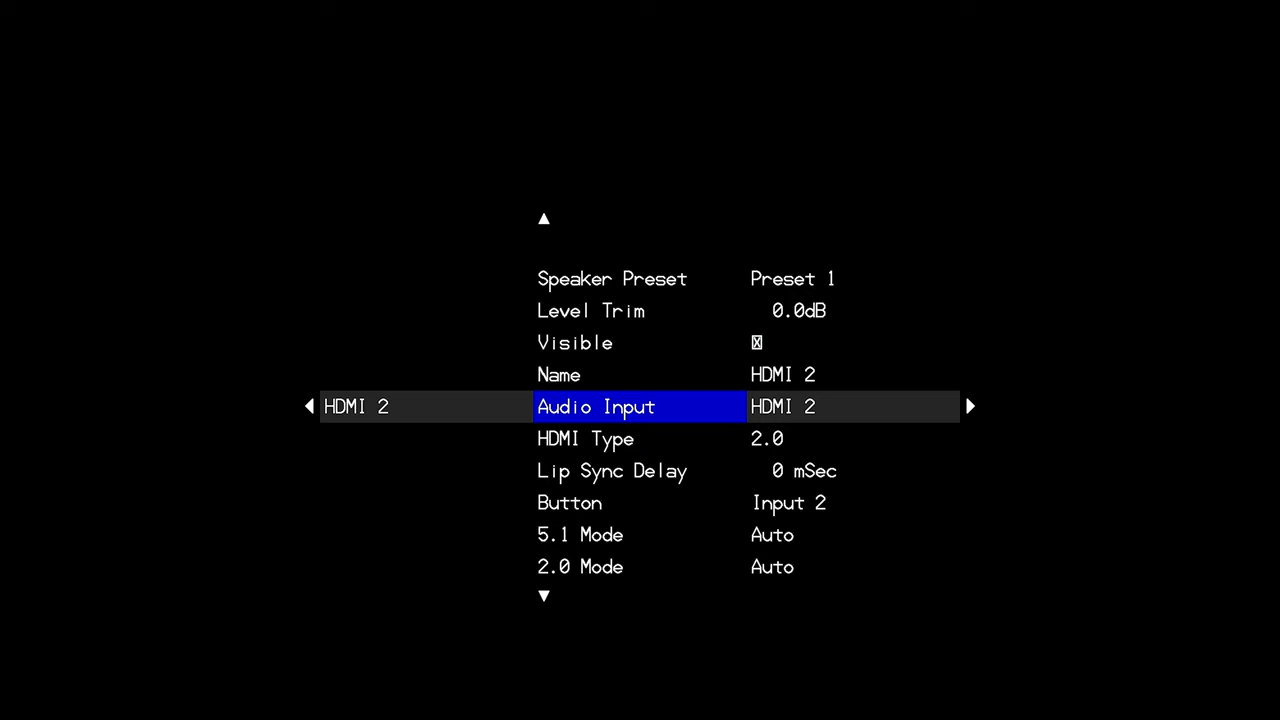 ▲
Speaker Preset Preset 1
Level Trim 0.0dB
Visible ☒
Name HDMI 2
HDMI 2 Audio Input HDMI 2
HDMI Type 2.0
Lip Sync Delay 0 mSec
Button Input 2
5.1 Mode Auto
2.0 Mode Auto
▼